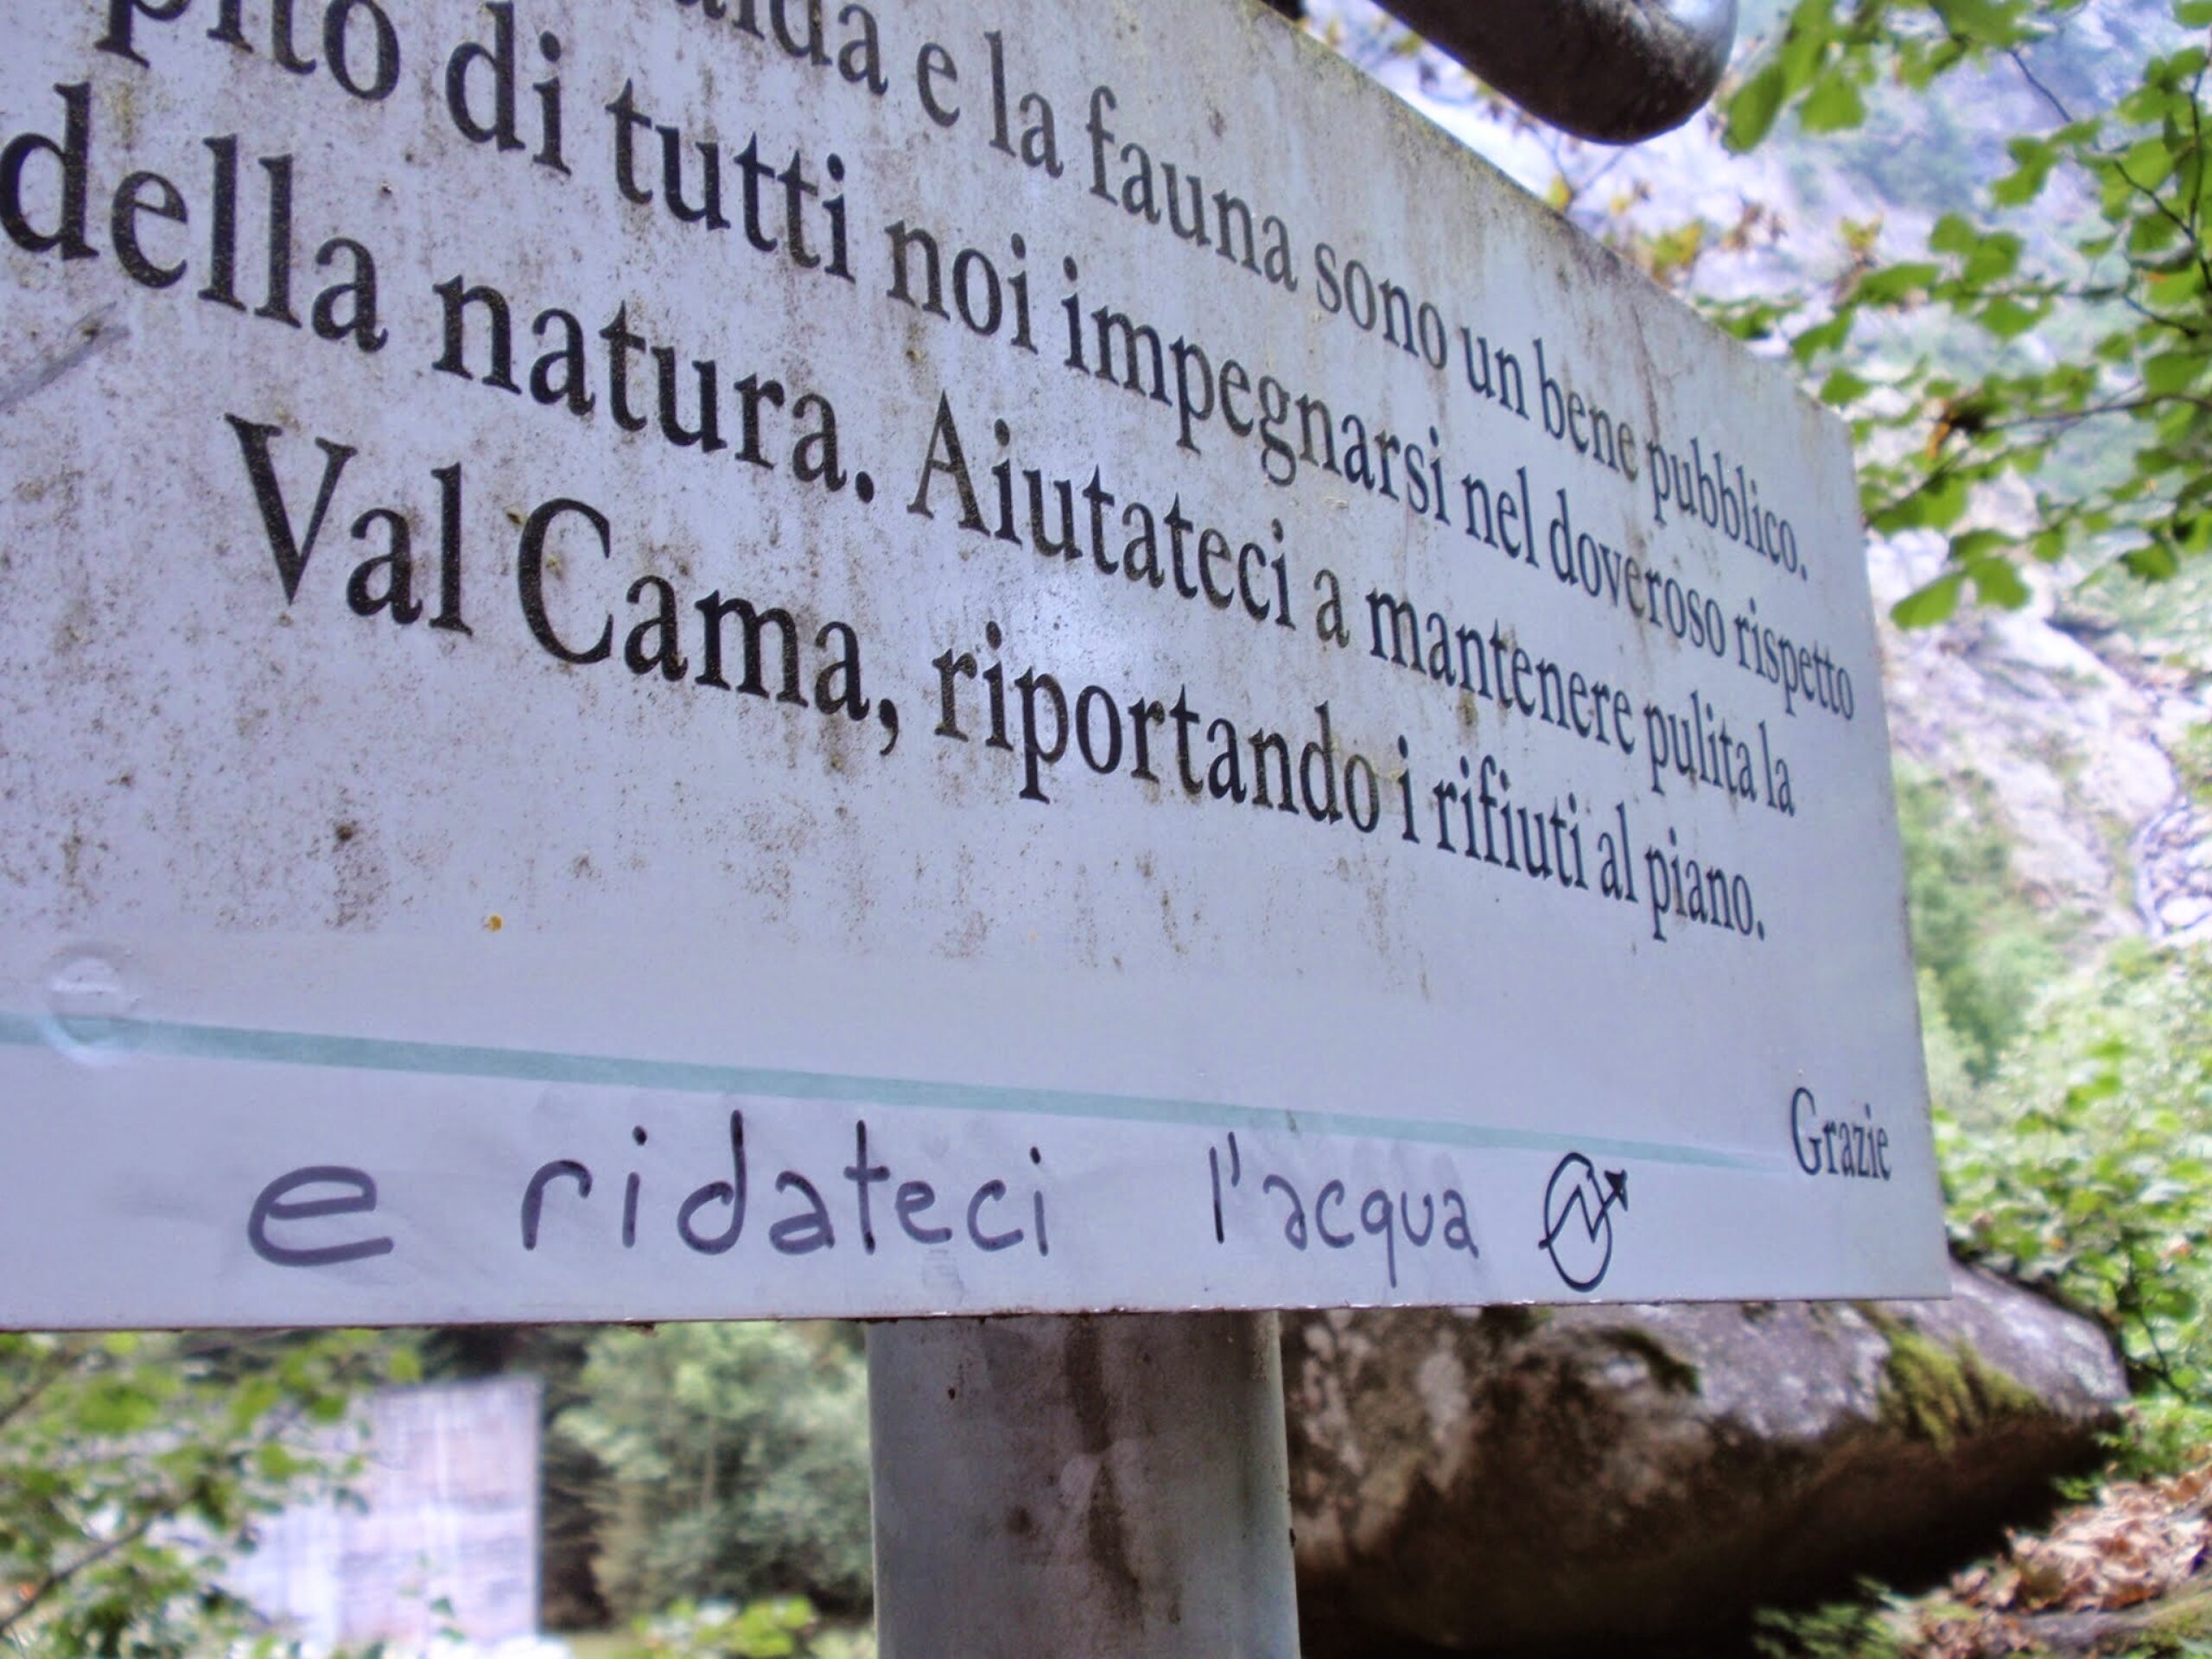 e la fauna sono un bene pubblico.
di tutti noi impegnarsi nel doveroso rispetto
della natura. Aiutateci a mantenere pulita la
Val Cama, riportando i rifiuti al piano.
Grazie
e ridateci l'acqua